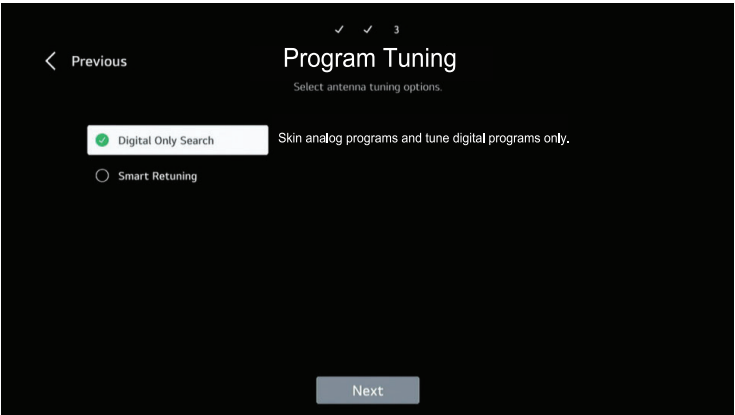 ✓ ✓ 3
Previous
Program Tuning
Select antenna tuning options.
Digital Only Search
Skin analog programs and tune digital programs only.
Smart Retuning
Next